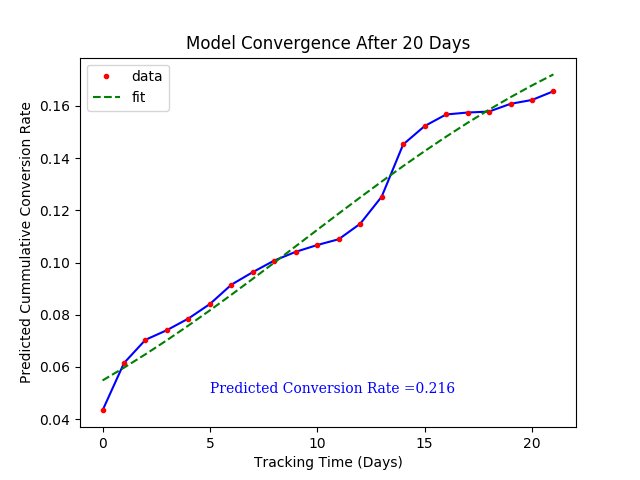 Model Convergence After 20 Days
data
fit
Predicted Cummulative Conversion Rate
0.16
0.14
0.12
0.10
0.08
0.06
0.04
Predicted Conversion Rate =0.216
0 5 10 15 20
Tracking Time (Days)